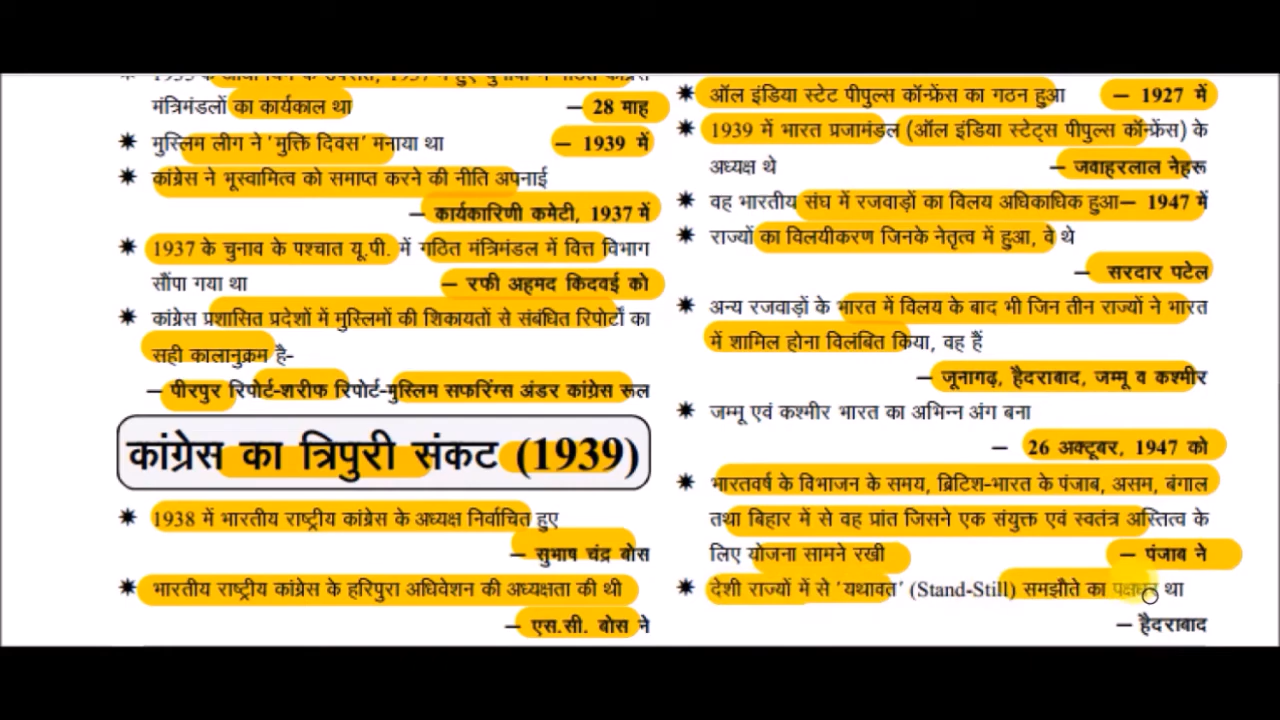 मंत्रिमंडलों का कार्यकाल था – 28 माह
✷ मुस्लिम लीग ने 'मुक्ति दिवस' मनाया था – 1939 में
✷ कांग्रेस ने भूस्वामित्व को समाप्त करने की नीति अपनाई
– कार्यकारिणी कमेटी, 1937 में
✷ 1937 के चुनाव के पश्चात यू.पी. में गठित मंत्रिमंडल में वित्त विभाग
सौंपा गया था – रफी अहमद किदवई को
✷ कांग्रेस प्रशासित प्रदेशों में मुस्लिमों की शिकायतों से संबंधित रिपोर्टों का
सही कालानुक्रम है-
– पीरपुर रिपोर्ट-शरीफ रिपोर्ट-मुस्लिम सफरिंग्स अंडर कांग्रेस रूल
कांग्रेस का त्रिपुरी संकट (1939)
✷ 1938 में भारतीय राष्ट्रीय कांग्रेस के अध्यक्ष निर्वाचित हुए
– सुभाष चंद्र बोस
✷ भारतीय राष्ट्रीय कांग्रेस के हरिपुरा अधिवेशन की अध्यक्षता की थी
– एस.सी. बोस ने
✷ ऑल इंडिया स्टेट पीपुल्स कॉन्फ्रेंस का गठन हुआ – 1927 में
✷ 1939 में भारत प्रजामंडल (ऑल इंडिया स्टेट्स पीपुल्स कॉन्फ्रेंस) के
अध्यक्ष थे – जवाहरलाल नेहरू
✷ वह भारतीय संघ में रजवाड़ों का विलय अधिकाधिक हुआ– 1947 में
✷ राज्यों का विलयीकरण जिनके नेतृत्व में हुआ, वे थे
– सरदार पटेल
✷ अन्य रजवाड़ों के भारत में विलय के बाद भी जिन तीन राज्यों ने भारत
में शामिल होना विलंबित किया, वह हैं
– जूनागढ़, हैदराबाद, जम्मू व कश्मीर
✷ जम्मू एवं कश्मीर भारत का अभिन्न अंग बना
– 26 अक्टूबर, 1947 को
✷ भारतवर्ष के विभाजन के समय, ब्रिटिश-भारत के पंजाब, असम, बंगाल
तथा बिहार में से वह प्रांत जिसने एक संयुक्त एवं स्वतंत्र अस्तित्व के
लिए योजना सामने रखी – पंजाब ने
✷ देशी राज्यों में से 'यथावत' (Stand-Still) समझौते का पक्षधर था
– हैदराबाद